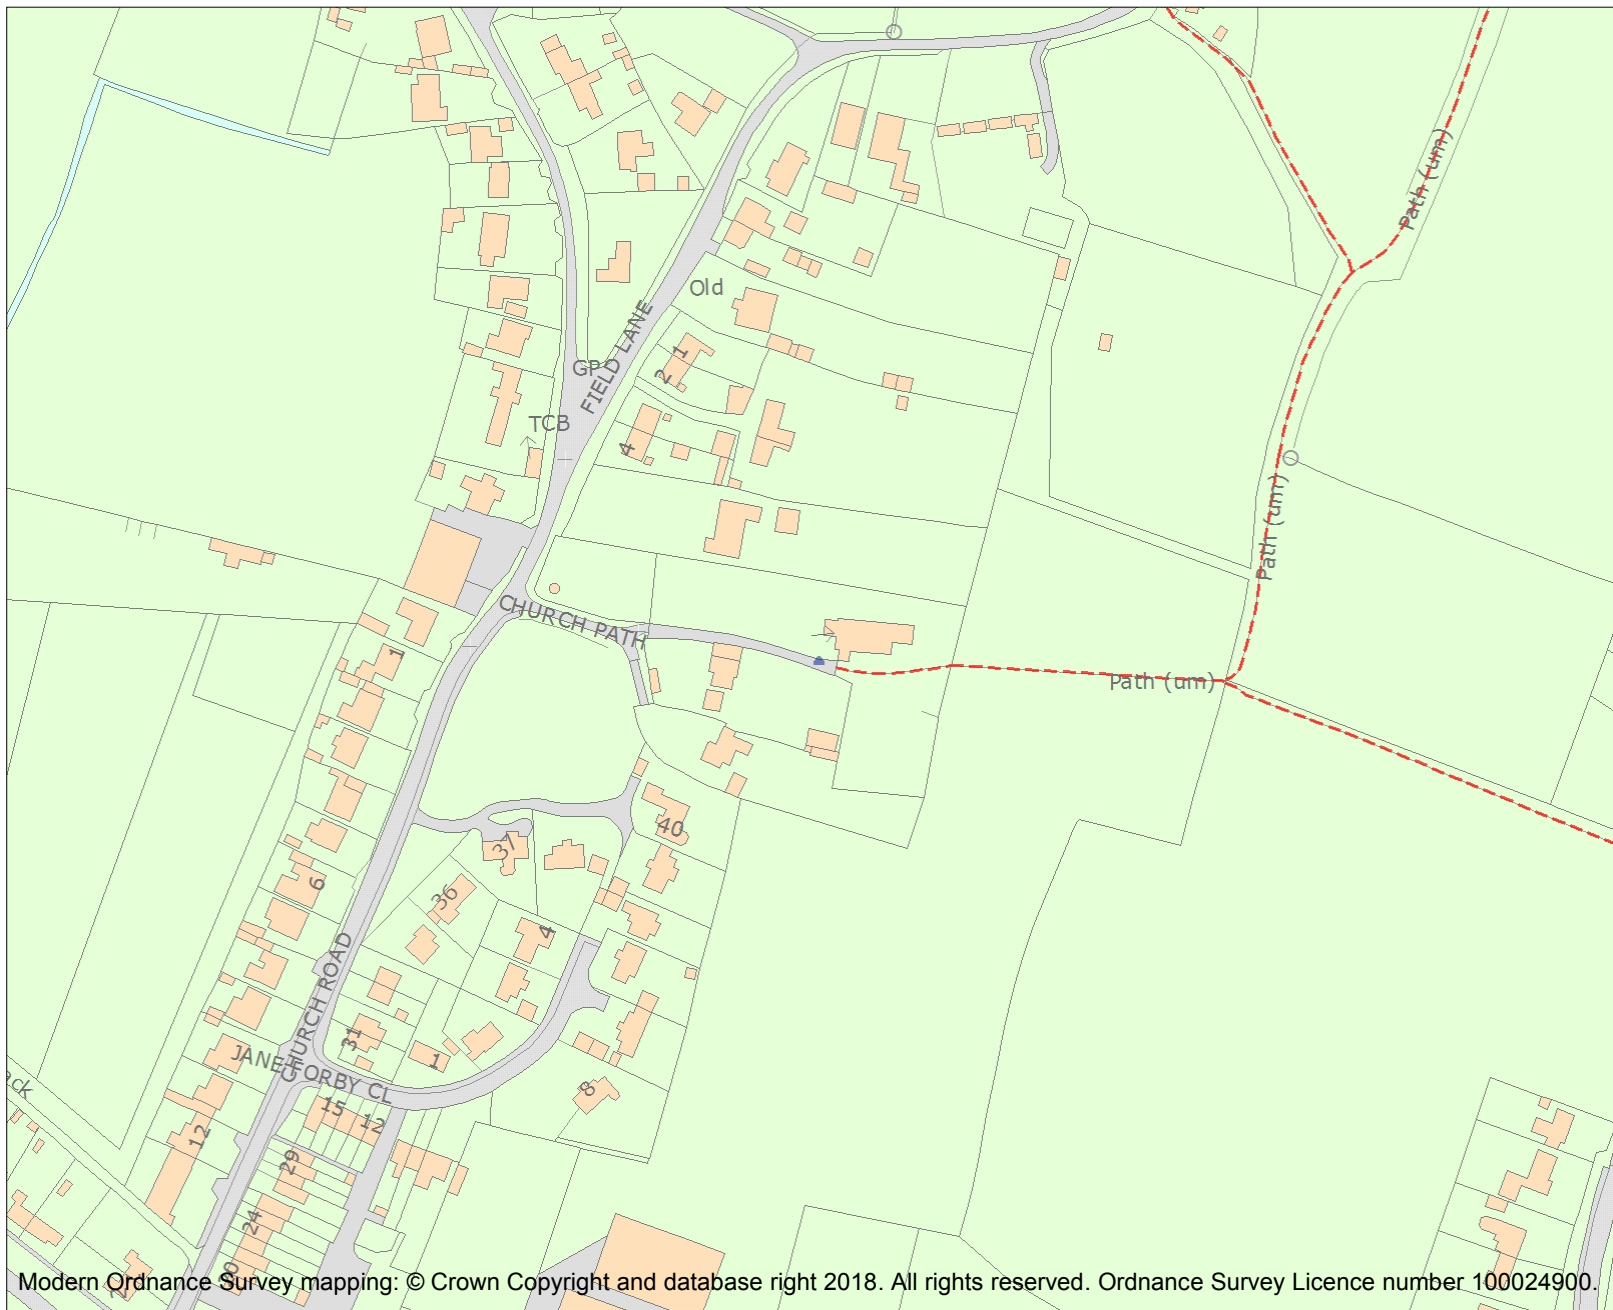 Path (um)
Old
FIELD LANE
1
2
GP
TCB
4
Path (um)
CHURCH PATH
1
Path (um)
40
37
6
36
4
CHURCH ROAD
31
1
JANE FORBY CL
8
15
12
12
29
24
Modern Ordnance Survey mapping: © Crown Copyright and database right 2018. All rights reserved. Ordnance Survey Licence number 100024900.